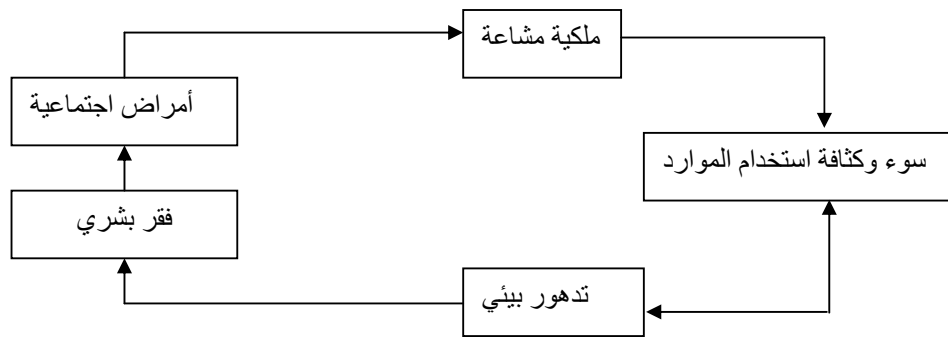 ملكية مشاعة
أمراض اجتماعية
سوء وكثافة استخدام الموارد
فقر بشري
تدهور بيئي